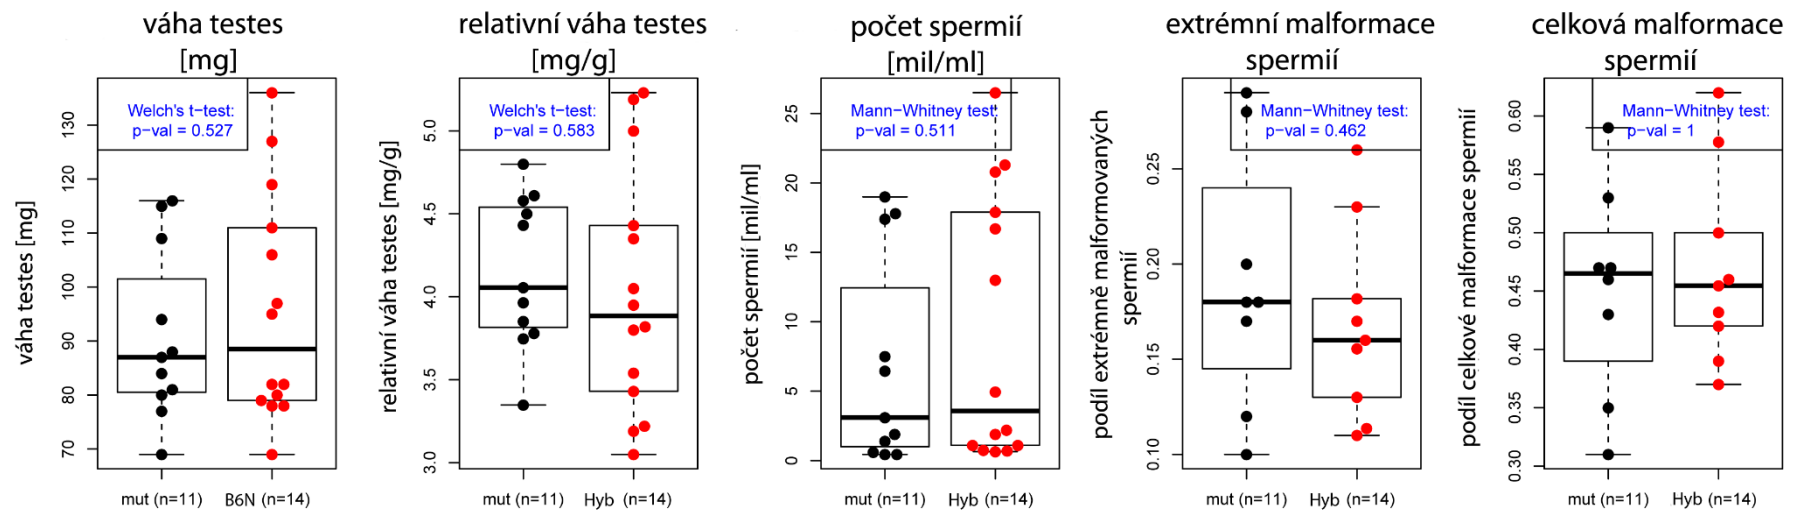 váha testes
[mg]
Welch's t−test:
p−val = 0.527
váha testes [mg]
130
120
110
100
90
80
70
mut (n=11)
B6N (n=14)
relativní váha testes
[mg/g]
Welch's t−test:
p−val = 0.583
relativní váha testes [mg/g]
5.0
4.5
4.0
3.5
3.0
mut (n=11)
Hyb (n=14)
počet spermií
[mil/ml]
Mann−Whitney test:
p−val = 0.511
počet spermií [mil/ml]
25
20
15
10
5
0
mut (n=11)
Hyb (n=14)
extrémní malformace
spermií
Mann−Whitney test:
p−val = 0.462
podíl extrémně malformovaných
spermií
0.25
0.20
0.15
0.10
mut (n=11)
Hyb (n=14)
celková malformace
spermií
Mann−Whitney test:
p−val = 1
podíl celkové malformace spermií
0.60
0.55
0.50
0.45
0.40
0.35
0.30
mut (n=11)
Hyb (n=14)